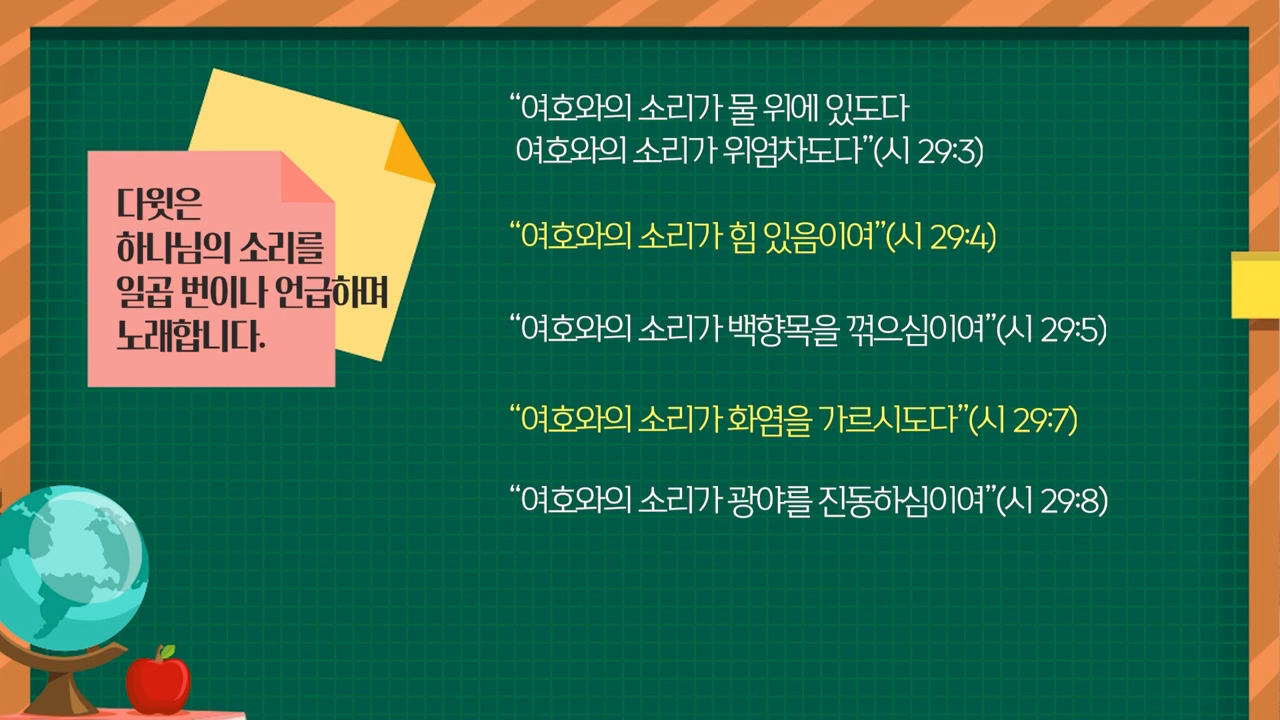 다윗은
하나님의 소리를
일곱 번이나 언급하며
노래합니다.
“여호와의 소리가 물 위에 있도다
여호와의 소리가 위엄차도다”(시 29:3)
“여호와의 소리가 힘 있음이여”(시 29:4)
“여호와의 소리가 백향목을 꺾으심이여”(시 29:5)
“여호와의 소리가 화염을 가르시도다”(시 29:7)
“여호와의 소리가 광야를 진동하심이여”(시 29:8)